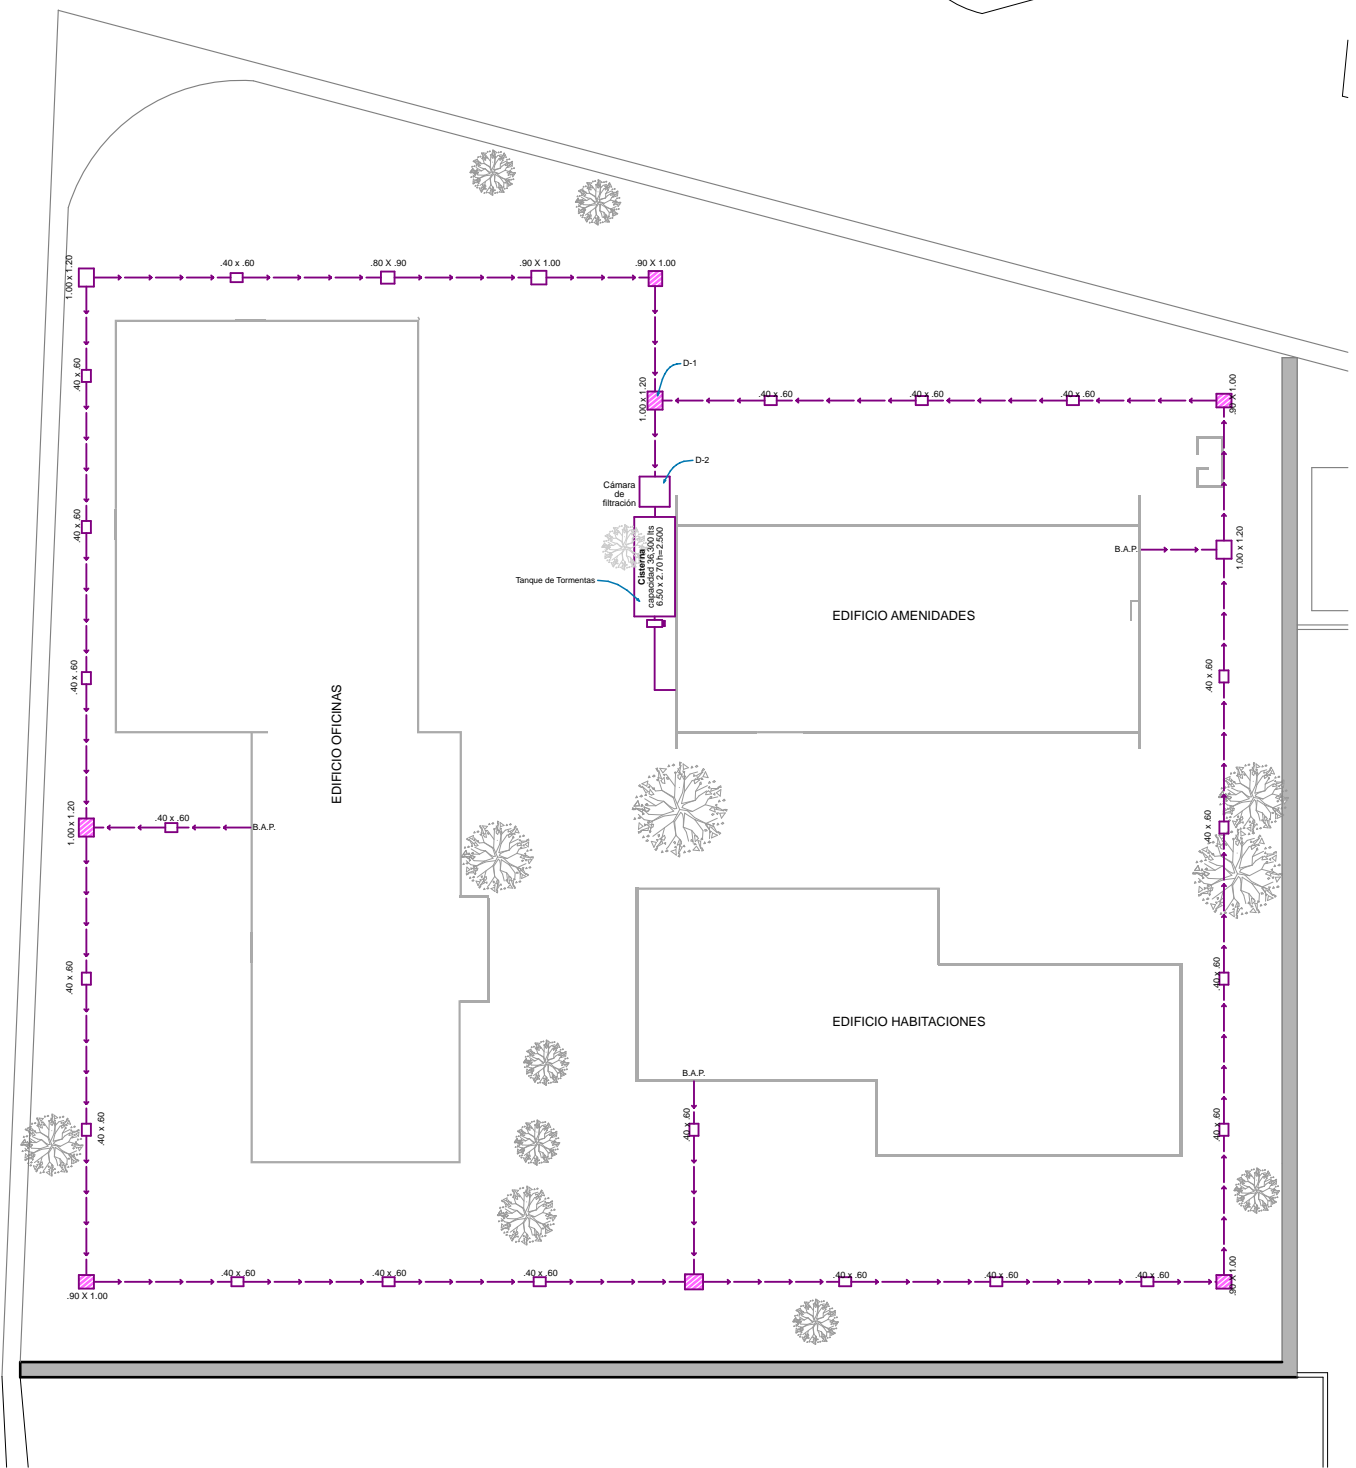 .40 x .60
.80 X .90
.90 X 1.00
.90 X 1.00
1.00 x 1.20
D-1
.40 x .60
1.00 x 1.20
.40 x .60
.40 x .60
.40 x .60
.90 X 1.00
D-2
Cámara
de
filtración
.40 x .60
Cisterna
capacidad 36,300 lts
6.50 x 2.70 h=2.500
B.A.P.
1.00 x 1.20
Tanque de Tormentas
EDIFICIO AMENIDADES
.40 x .60
.40 x .60
EDIFICIO OFICINAS
1.00 x 1.20
.40 x .60
B.A.P.
.40 x .60
.40 x .60
.40 x .60
EDIFICIO HABITACIONES
B.A.P.
.40 x .60
.40 x .60
.40 x .60
.90 X 1.00
.40 x .60
.40 x .60
.40 x .60
.40 x .60
.40 x .60
.40 x .60
.90 X 1.00